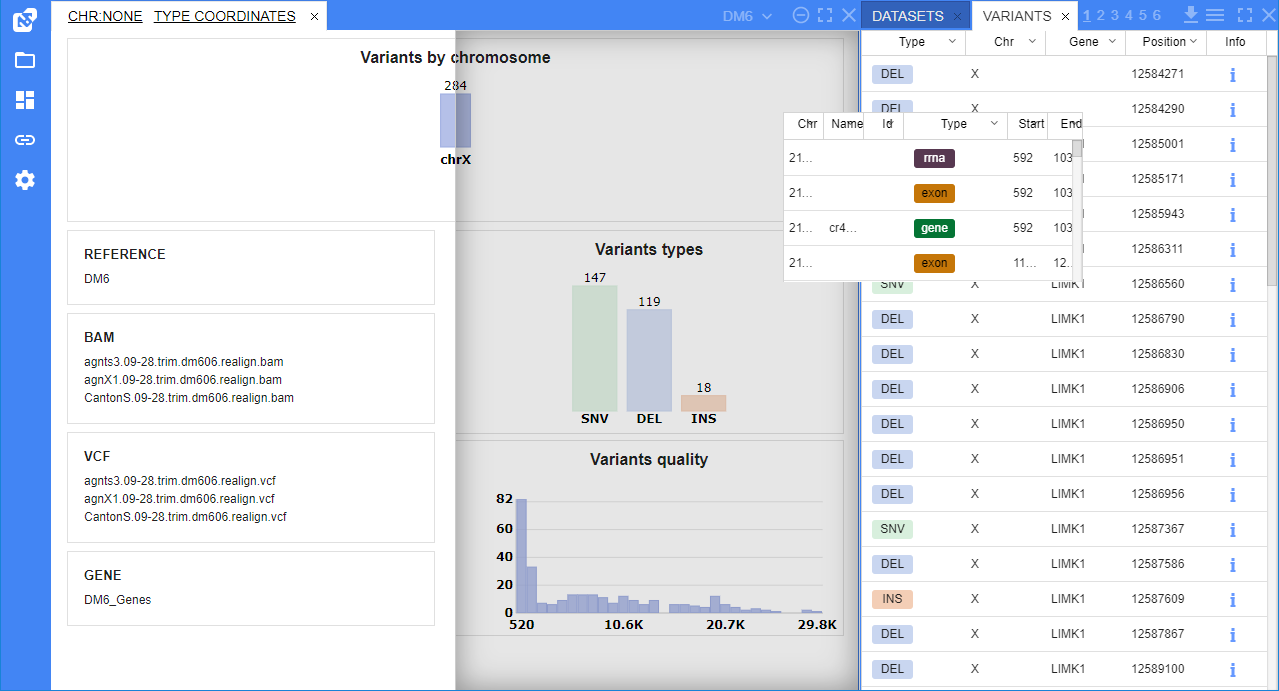 CHR:NONE TYPE COORDINATES ×
DM6
DATASETS × VARIANTS × 1 2 3 4 5 6
Variants by chromosome
284
chrX
REFERENCE
DM6
BAM
agnts3.09-28.trim.dm606.realign.bam
agnX1.09-28.trim.dm606.realign.bam
CantonS.09-28.trim.dm606.realign.bam
VCF
agnts3.09-28.trim.dm606.realign.vcf
agnX1.09-28.trim.dm606.realign.vcf
CantonS.09-28.trim.dm606.realign.vcf
GENE
DM6_Genes
Variants types
147
119
18
SNV DEL INS
Variants quality
82
60
40
20
0
520 10.6K 20.7K 29.8K
Chr Name Id Type Start End
21... rrna 592 103
21... exon 592 103
21... cr4... gene 592 103
21... exon 11... 12...
Type Chr Gene Position Info
DEL X 12584271 i
DEL X 12584290 i
12585001 i
12585171 i
12585943 i
12586311 i
SNV X LIMK1 12586560 i
DEL X LIMK1 12586790 i
DEL X LIMK1 12586830 i
DEL X LIMK1 12586906 i
DEL X LIMK1 12586950 i
DEL X LIMK1 12586951 i
DEL X LIMK1 12586956 i
SNV X LIMK1 12587367 i
DEL X LIMK1 12587586 i
INS X LIMK1 12587609 i
DEL X LIMK1 12587867 i
DEL X LIMK1 12589100 i